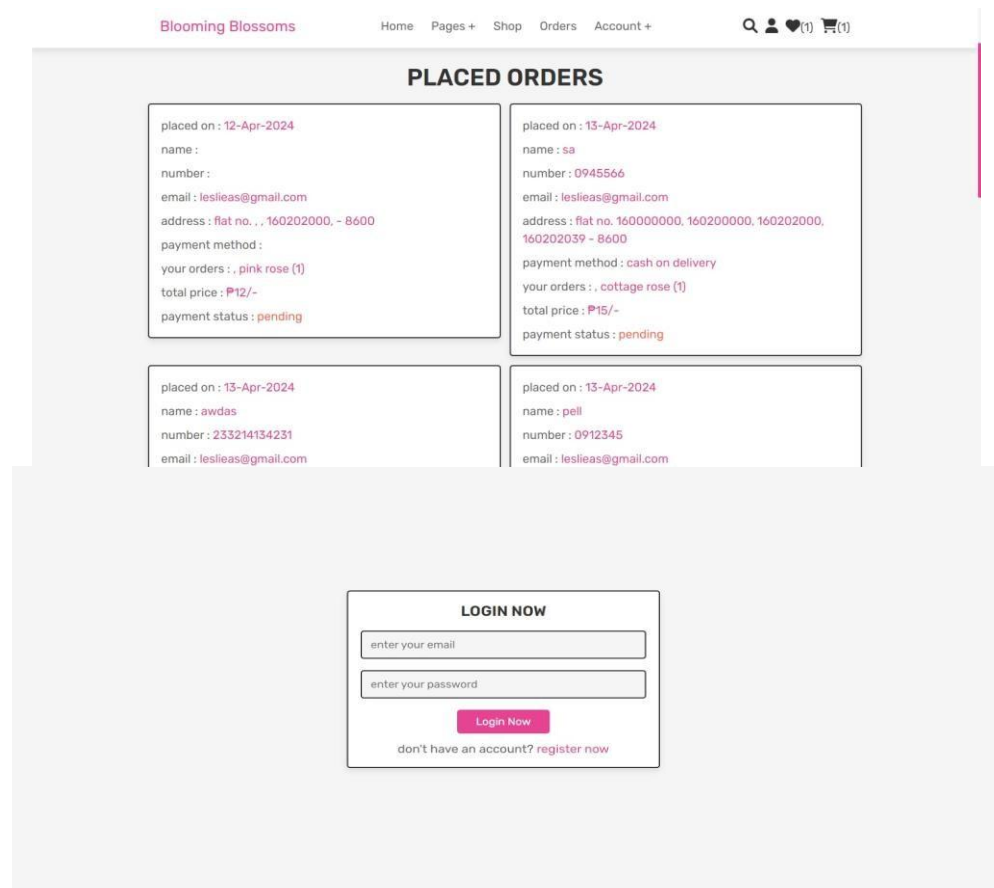 Blooming Blossoms Home Pages + Shop Orders Account + (1) (1)
PLACED ORDERS
placed on : 12-Apr-2024
name :
number :
email : leslieas@gmail.com
address : flat no. , , 160202000, - 8600
payment method :
your orders : , pink rose (1)
total price : ₱12/-
payment status : pending
placed on : 13-Apr-2024
name : sa
number : 0945566
email : leslieas@gmail.com
address : flat no. 160000000, 160200000, 160202000,
160202039 - 8600
payment method : cash on delivery
your orders : , cottage rose (1)
total price : ₱15/-
payment status : pending
placed on : 13-Apr-2024
name : awdas
number : 233214134231
email : leslieas@gmail.com
placed on : 13-Apr-2024
name : pell
number : 0912345
email : leslieas@gmail.com
LOGIN NOW
enter your email
enter your password
Login Now
don't have an account? register now